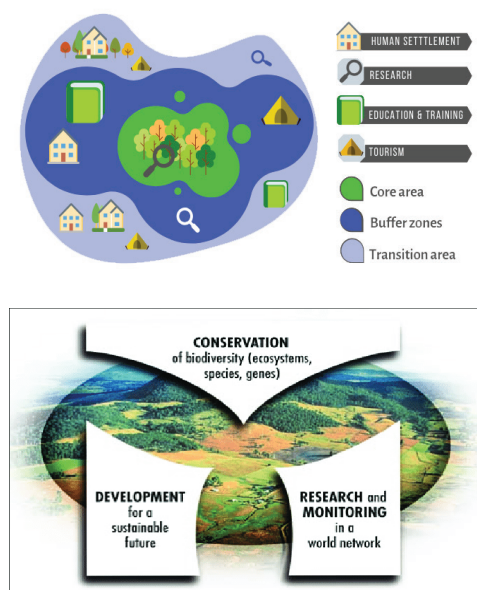 HUMAN SETTTLEMENT
RESEARCH
EDUCATION & TRAINING
TOURISM
Core area
Buffer zones
Transition area
CONSERVATION
of biodiversity (ecosystems,
species, genes)
DEVELOPMENT
for a
sustainable
future
RESEARCH and
MONITORING
in a
world network